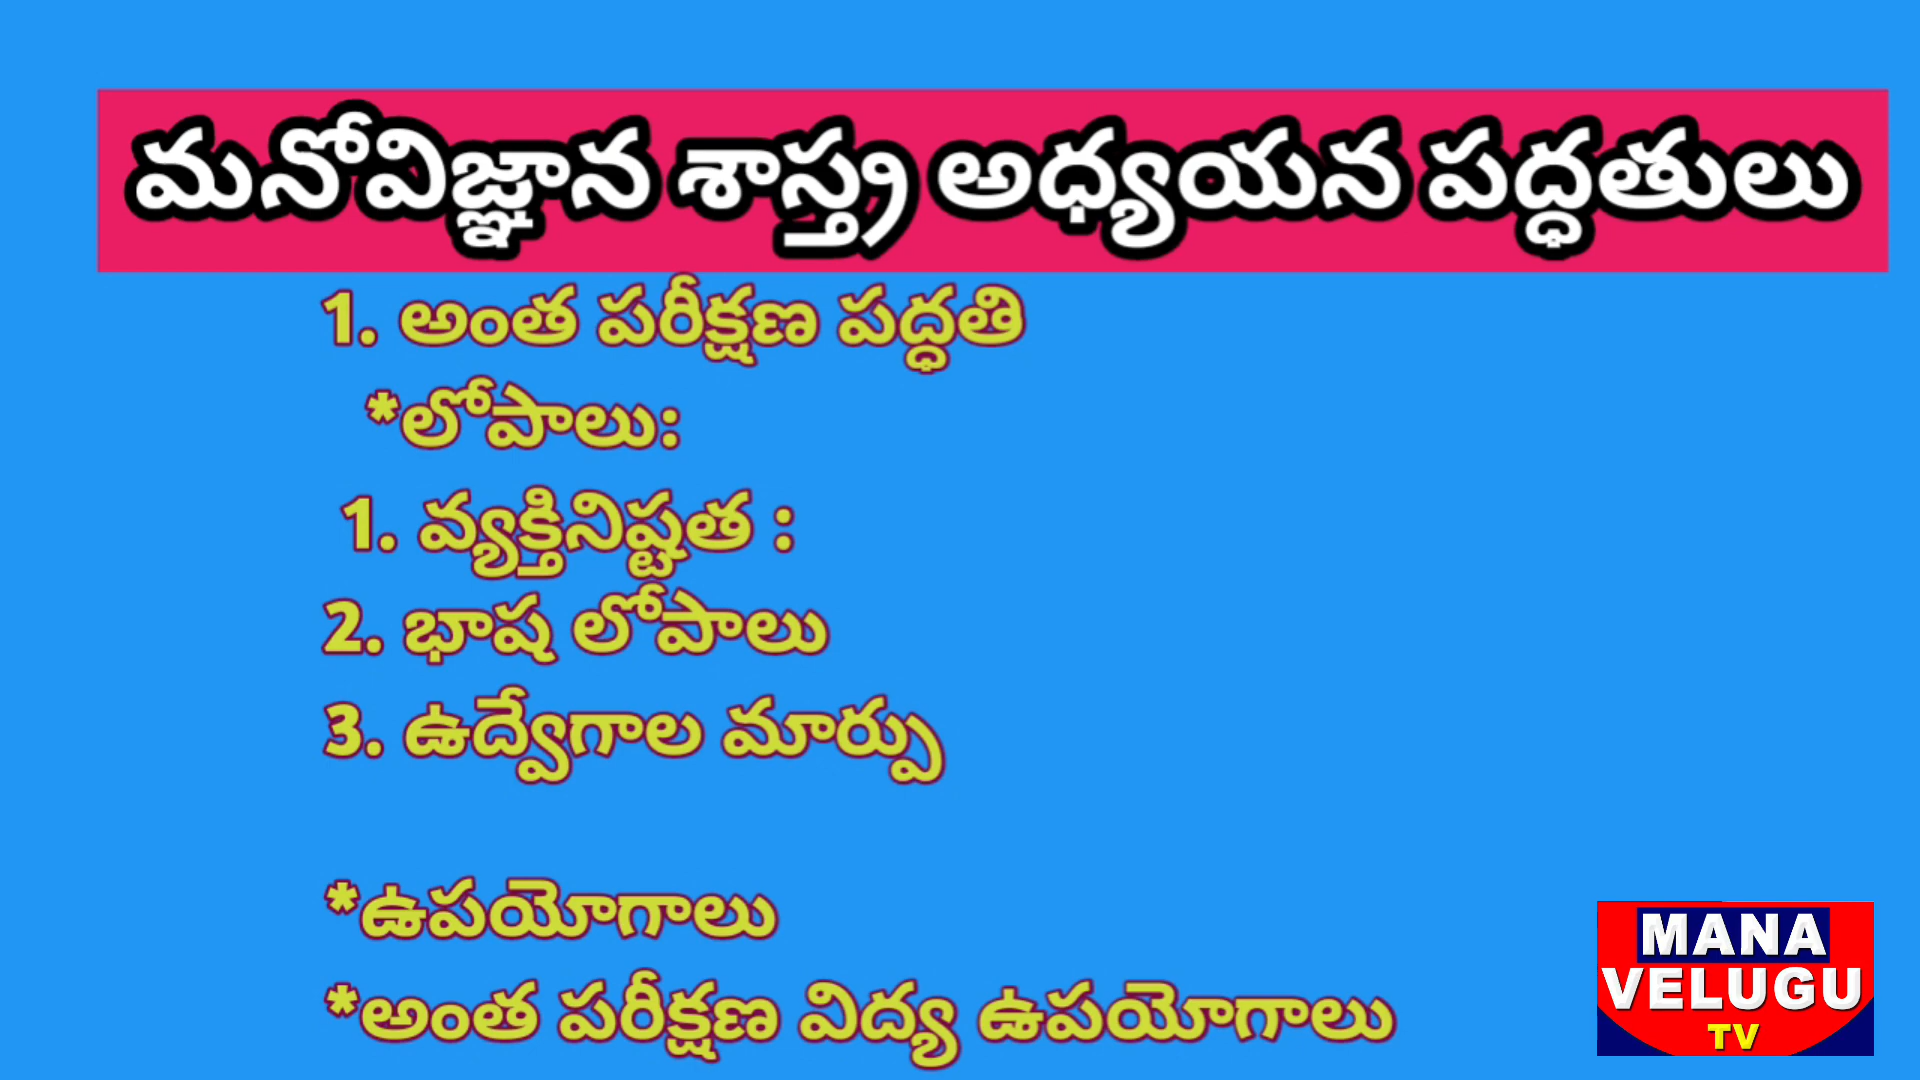 మనోవిజ్ఞాన శాస్త్ర అధ్యయన పద్ధతులు
1. అంత పరీక్షణ పద్ధతి
*లోపాలు:
1. వ్యక్తినిష్టత :
2. భాష లోపాలు
3. ఉద్వేగాల మార్పు
*ఉపయోగాలు
*అంత పరీక్షణ విద్య ఉపయోగాలు
MANA
VELUGU
TV